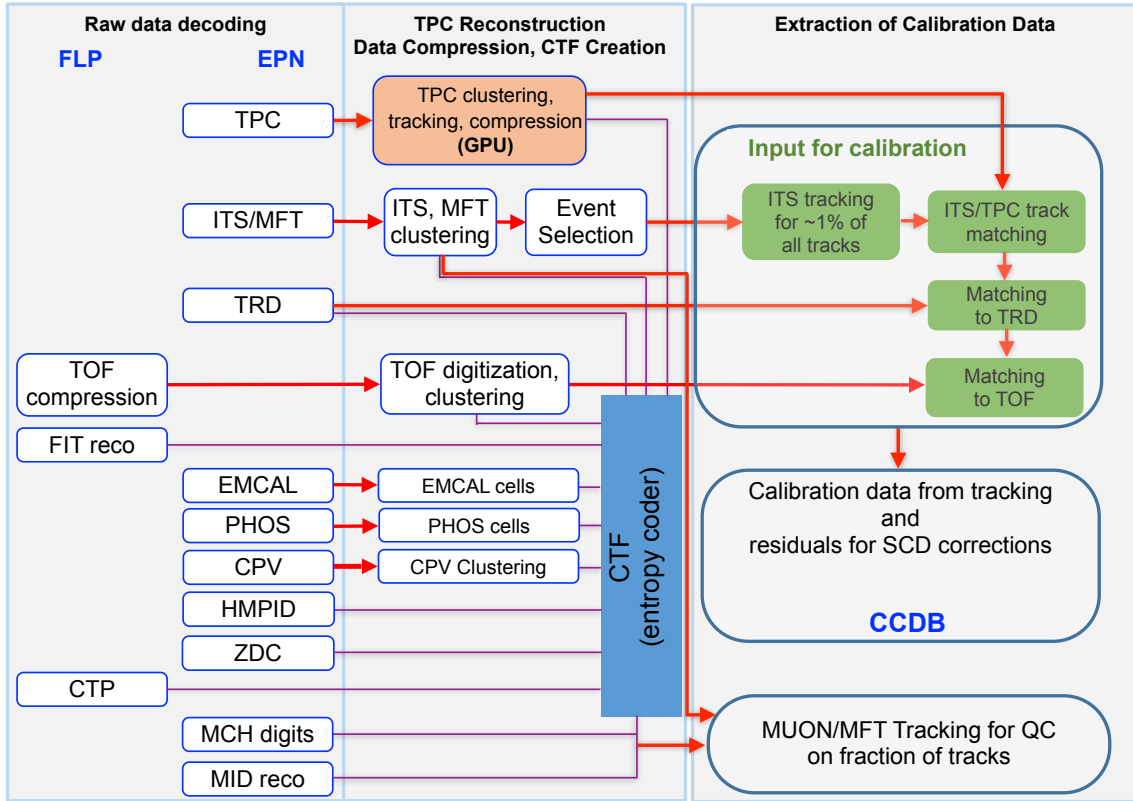 Raw data decoding
FLP
EPN
TPC
ITS/MFT
TRD
TOF
compression
FIT reco
EMCAL
PHOS
CPV
HMPID
ZDC
CTP
MCH digits
MID reco
TPC Reconstruction
Data Compression, CTF Creation
TPC clustering,
tracking, compression
(GPU)
ITS, MFT
clustering
Event
Selection
TOF digitization,
clustering
EMCAL cells
PHOS cells
CPV Clustering
CTF
(entropy coder)
Extraction of Calibration Data
Input for calibration
ITS tracking
for ~1% of
all tracks
ITS/TPC track
matching
Matching
to TRD
Matching
to TOF
Calibration data from tracking
and
residuals for SCD corrections
CCDB
MUON/MFT Tracking for QC
on fraction of tracks